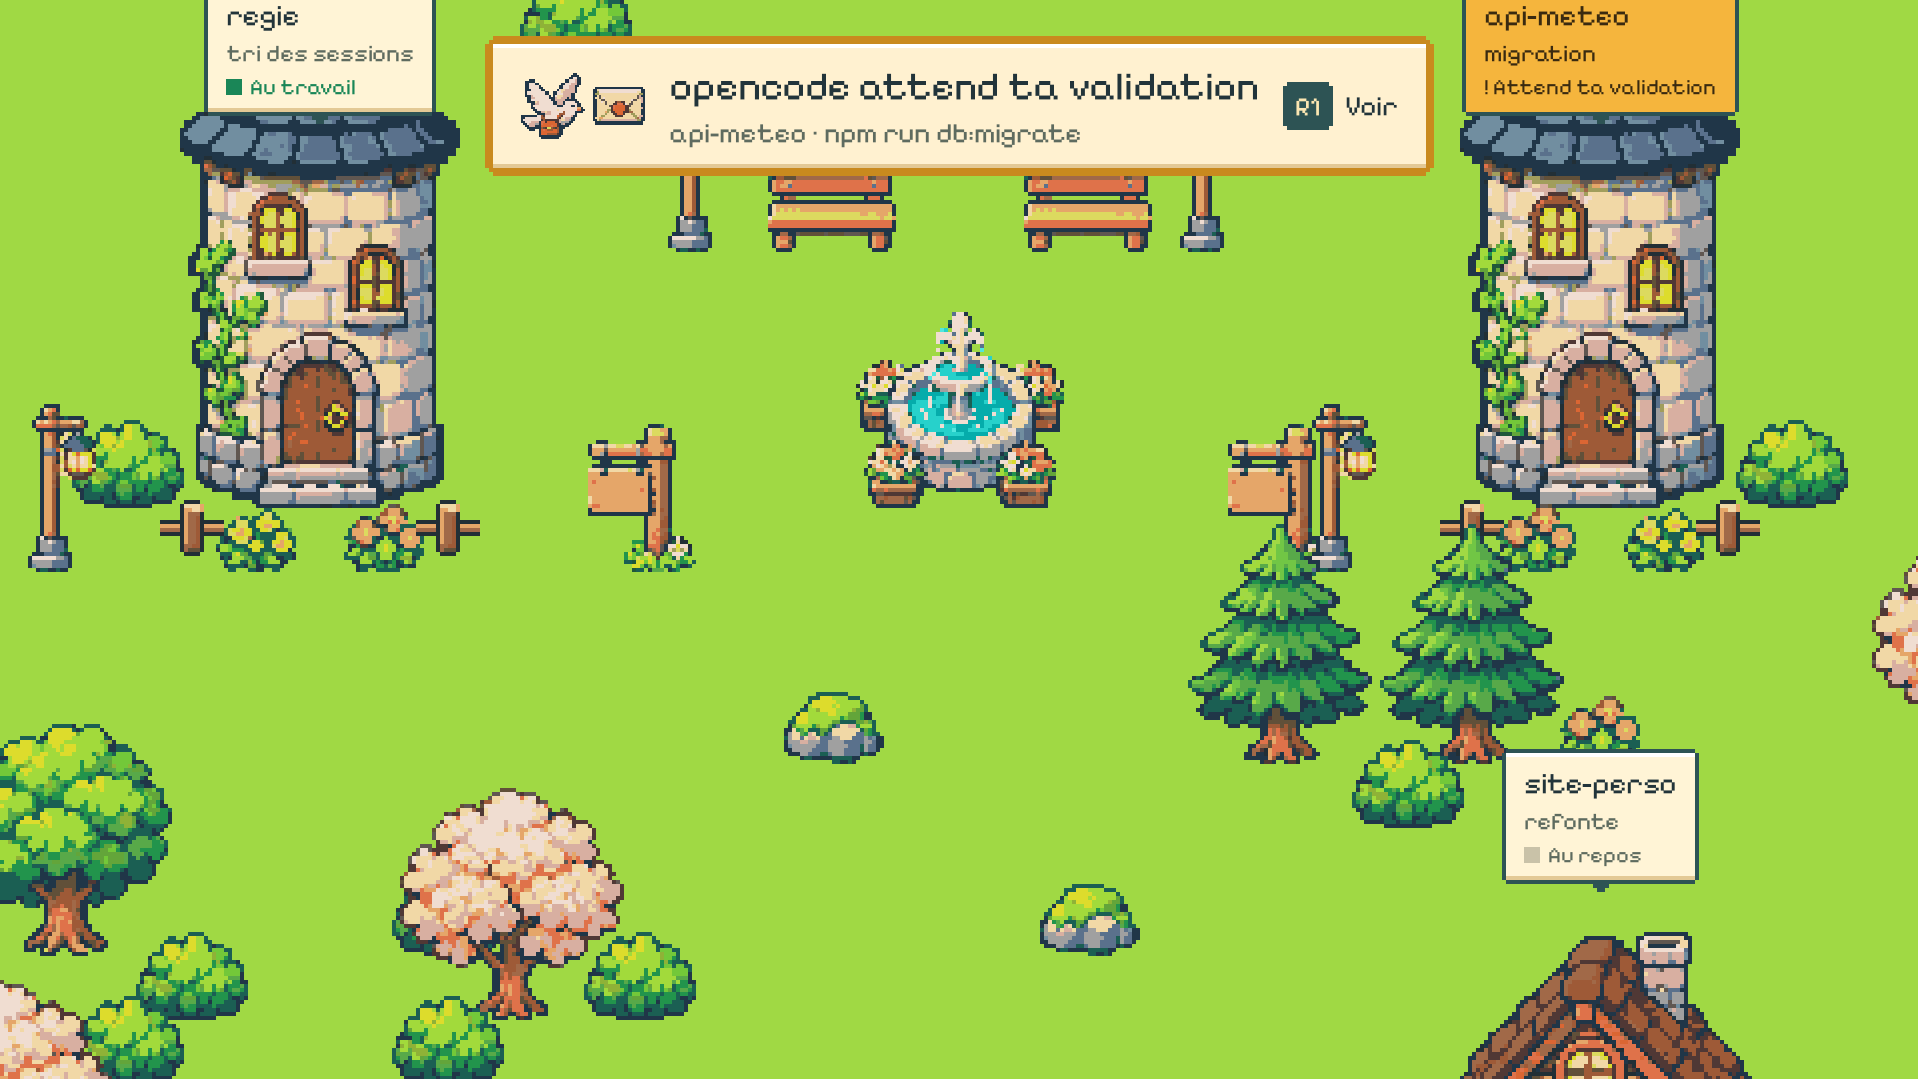 regie
tri des sessions
Au travail
opencode attend ta validation
api-meteo · npm run db:migrate
R1 Voir
api-meteo
migration
! Attend ta validation
site-perso
refonte
Au repos